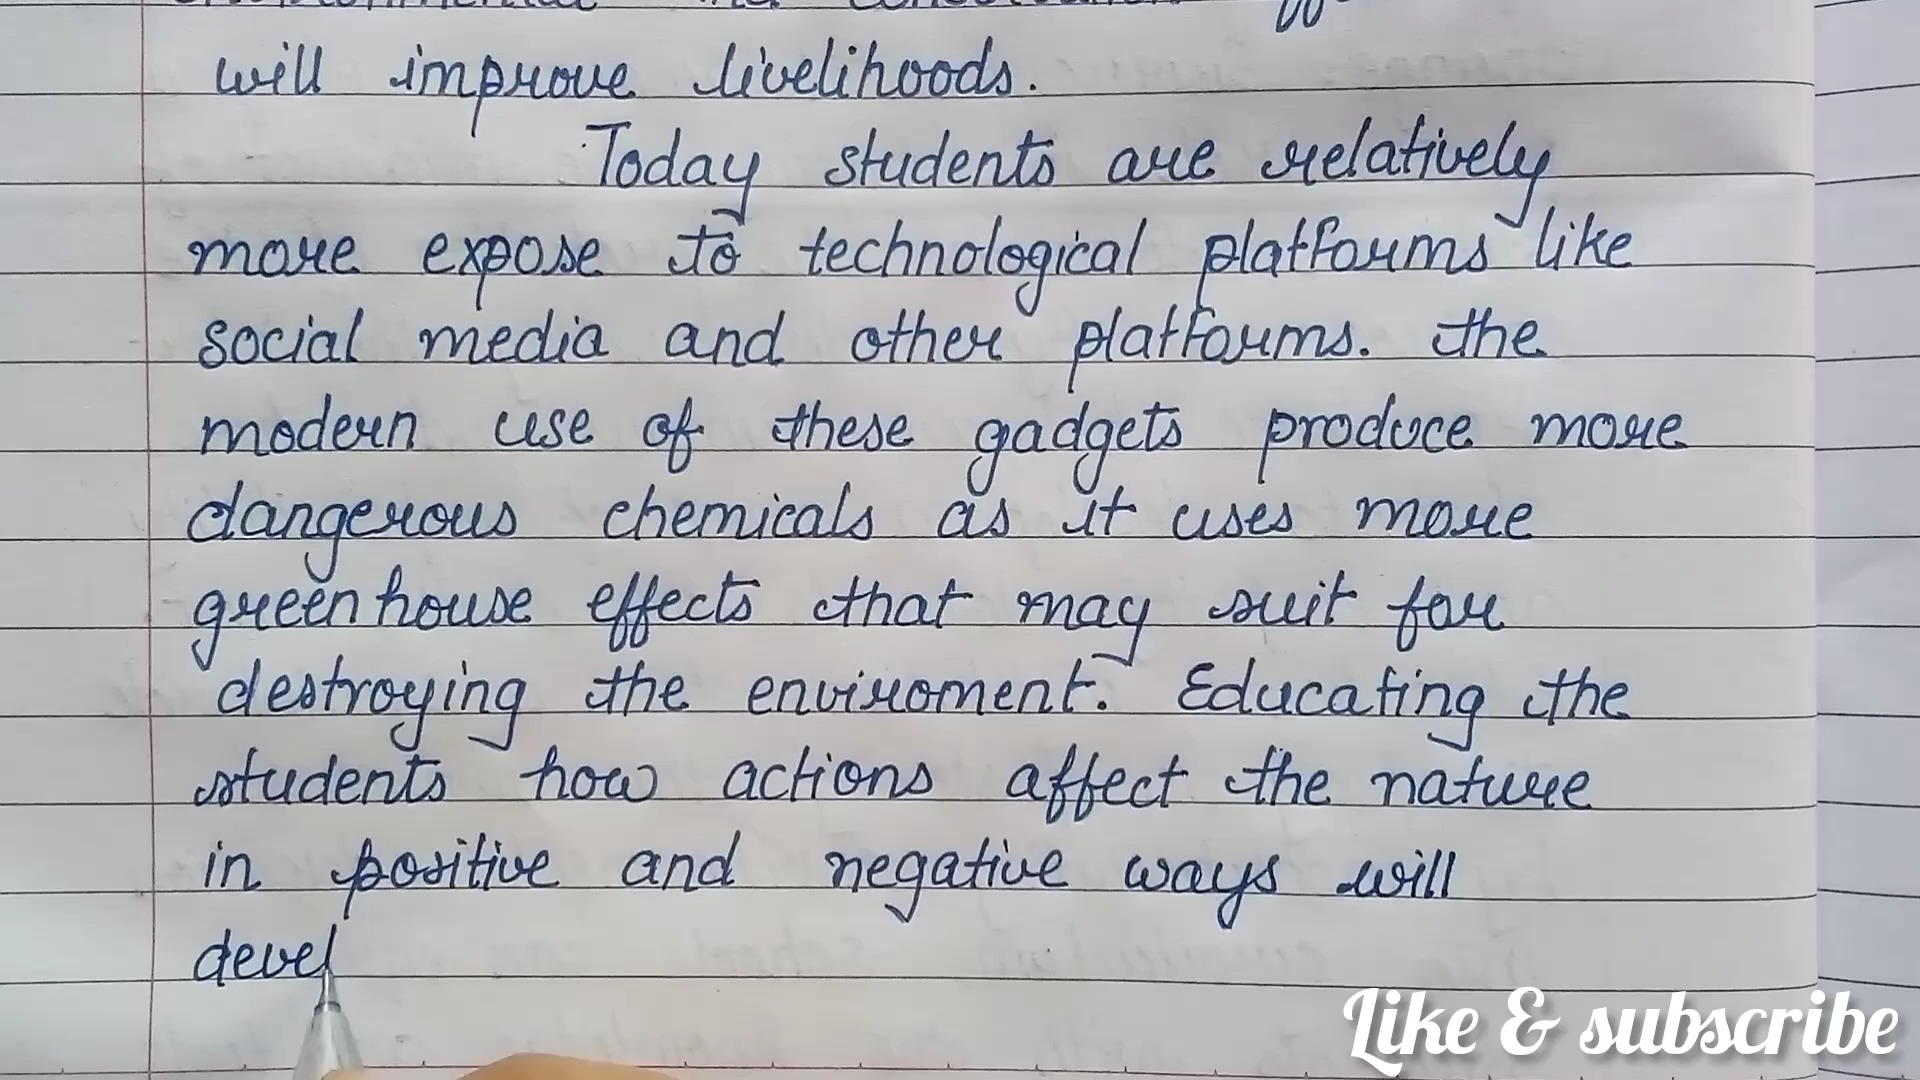 will improve livelihoods.
Today students are relatively
more expose to technological platforms like
social media and other platforms. the
modern use of these gadgets produce more
dangerous chemicals as it uses more
greenhouse effects that may suit for
destroying the enviroment. Educating the
students how actions affect the nature
in positive and negative ways will
devel
Like & subscribe